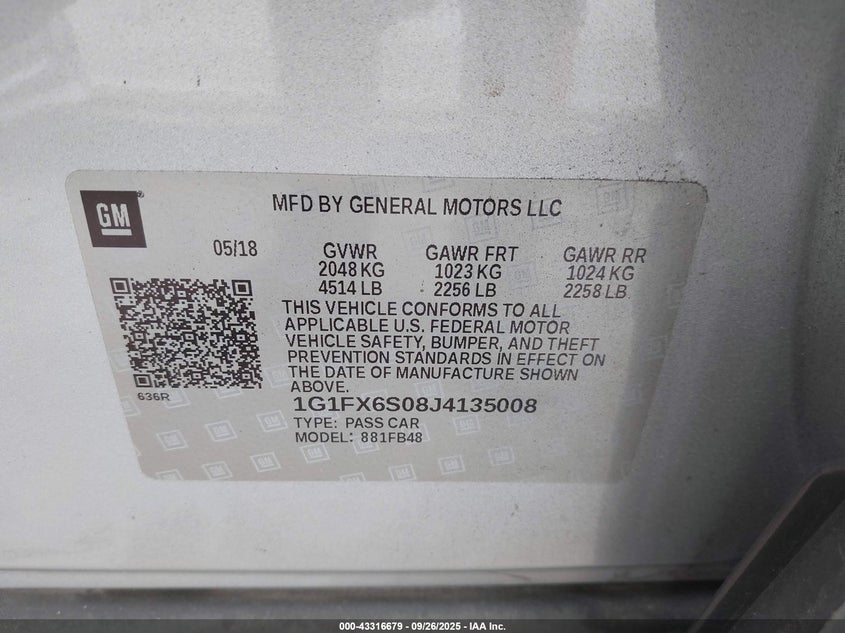 GM
MFD BY GENERAL MOTORS LLC
05/18 GVWR GAWR FRT GAWR RR
2048 KG 1023 KG 1024 KG
4514 LB 2256 LB 2258 LB
THIS VEHICLE CONFORMS TO ALL
APPLICABLE U.S. FEDERAL MOTOR
VEHICLE SAFETY, BUMPER, AND THEFT
PREVENTION STANDARDS IN EFFECT ON
THE DATE OF MANUFACTURE SHOWN
ABOVE.
636R
1G1FX6S08J4135008
TYPE: PASS CAR
MODEL: 881FB48
000-43316679 - 09/26/2025 - IAA Inc.